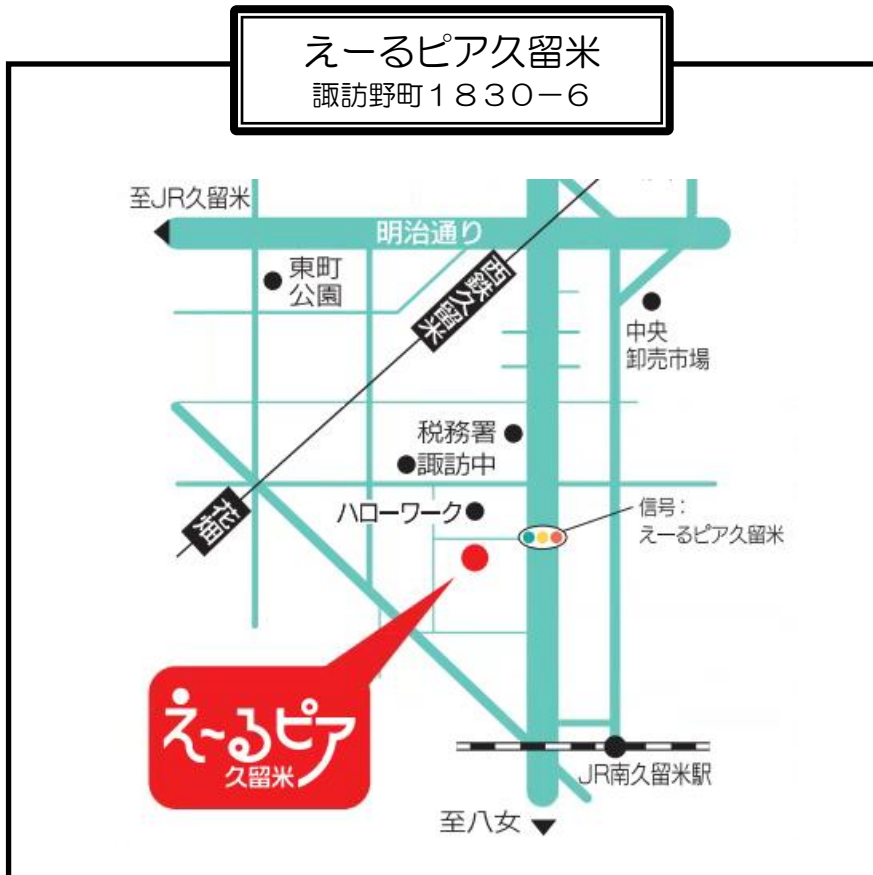 えーるピア久留米
諏訪野町1830-6
至JR久留米
明治通り
東町
公園
西鉄久留米
中央
卸売市場
税務署
諏訪中
花畑
ハローワーク
信号:
えーるピア久留米
え~るピア
久留米
JR南久留米駅
至八女